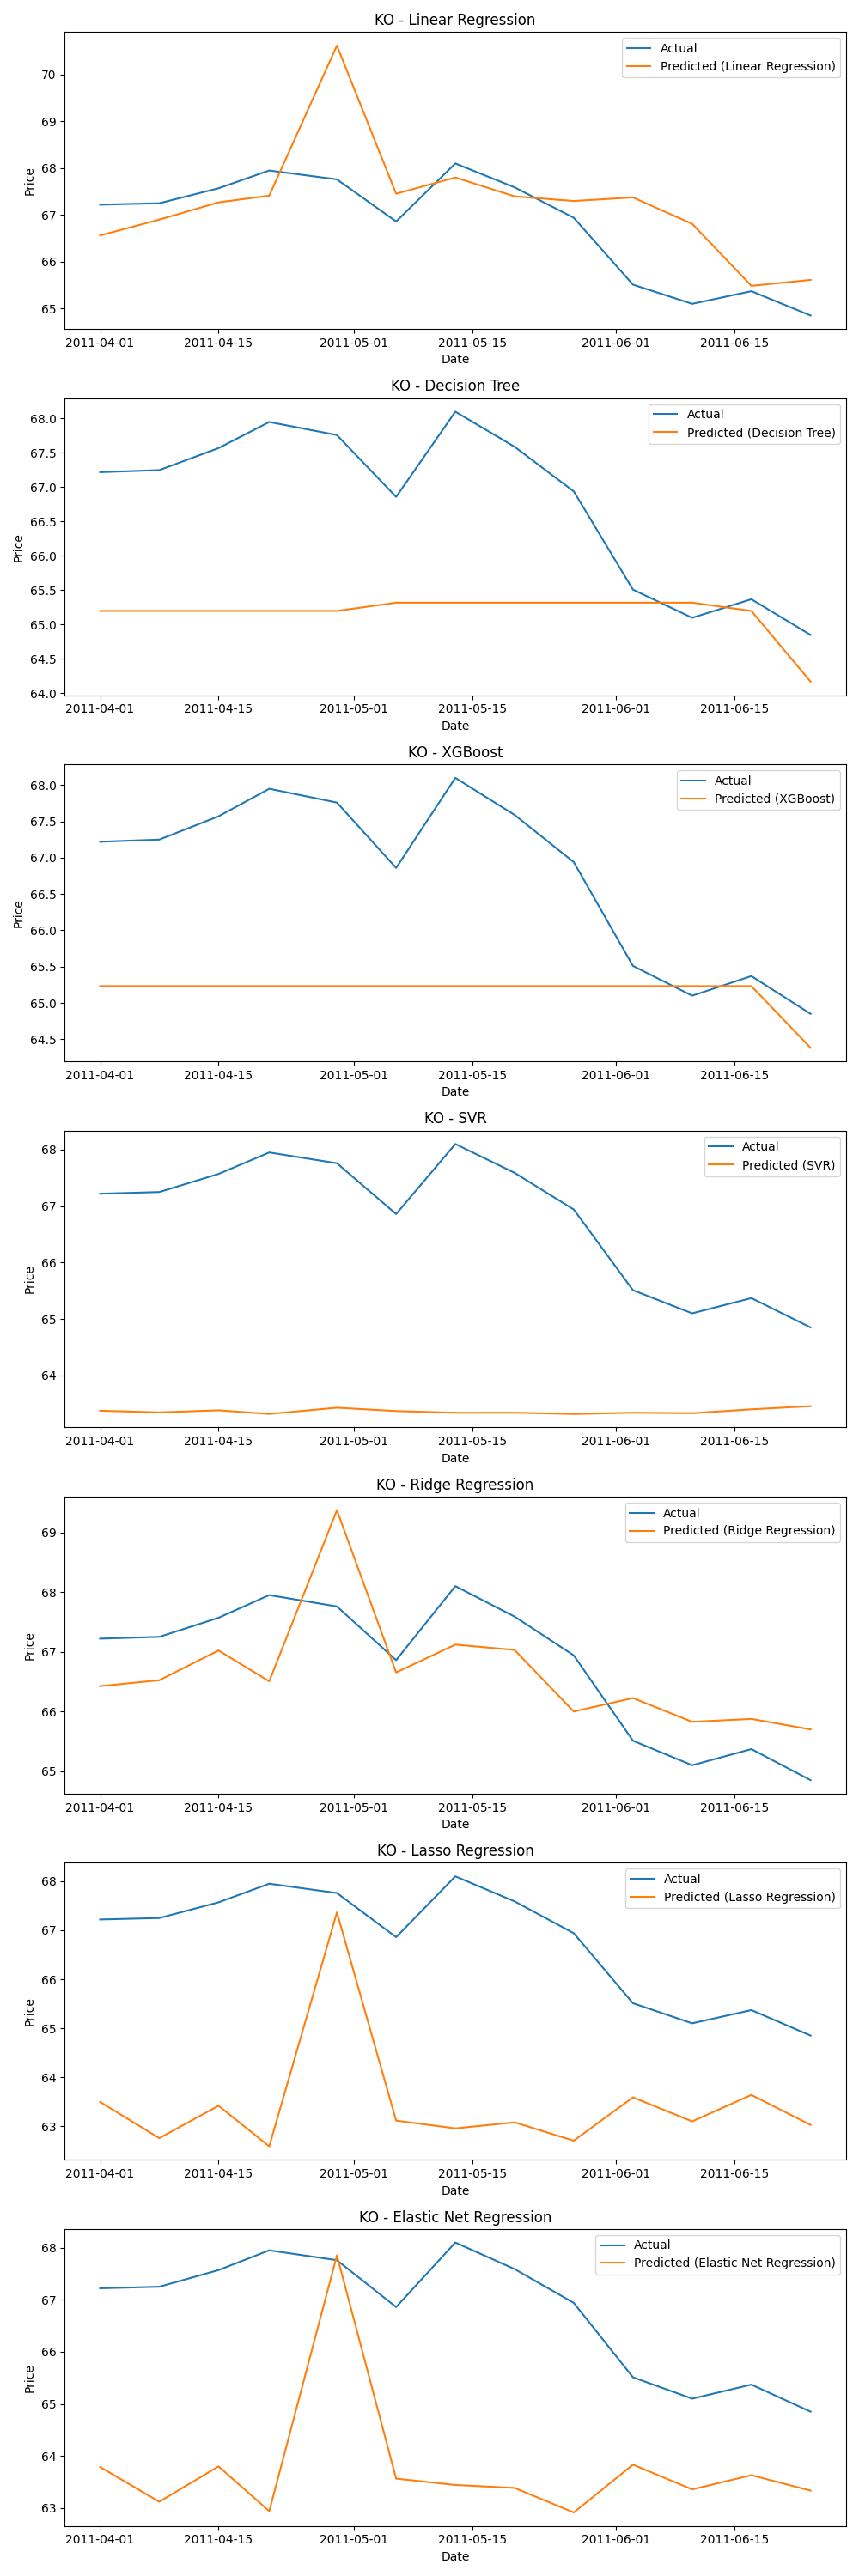 KO - Linear Regression
Actual
Predicted (Linear Regression)
Price
70
69
68
67
66
65
2011-04-01 2011-04-15 2011-05-01 2011-05-15 2011-06-01 2011-06-15
Date
KO - Decision Tree
Actual
Predicted (Decision Tree)
Price
68.0
67.5
67.0
66.5
66.0
65.5
65.0
64.5
64.0
2011-04-01 2011-04-15 2011-05-01 2011-05-15 2011-06-01 2011-06-15
Date
KO - XGBoost
Actual
Predicted (XGBoost)
Price
68.0
67.5
67.0
66.5
66.0
65.5
65.0
64.5
2011-04-01 2011-04-15 2011-05-01 2011-05-15 2011-06-01 2011-06-15
Date
KO - SVR
Actual
Predicted (SVR)
Price
68
67
66
65
64
2011-04-01 2011-04-15 2011-05-01 2011-05-15 2011-06-01 2011-06-15
Date
KO - Ridge Regression
Actual
Predicted (Ridge Regression)
Price
69
68
67
66
65
2011-04-01 2011-04-15 2011-05-01 2011-05-15 2011-06-01 2011-06-15
Date
KO - Lasso Regression
Actual
Predicted (Lasso Regression)
Price
68
67
66
65
64
63
2011-04-01 2011-04-15 2011-05-01 2011-05-15 2011-06-01 2011-06-15
Date
KO - Elastic Net Regression
Actual
Predicted (Elastic Net Regression)
Price
68
67
66
65
64
63
2011-04-01 2011-04-15 2011-05-01 2011-05-15 2011-06-01 2011-06-15
Date